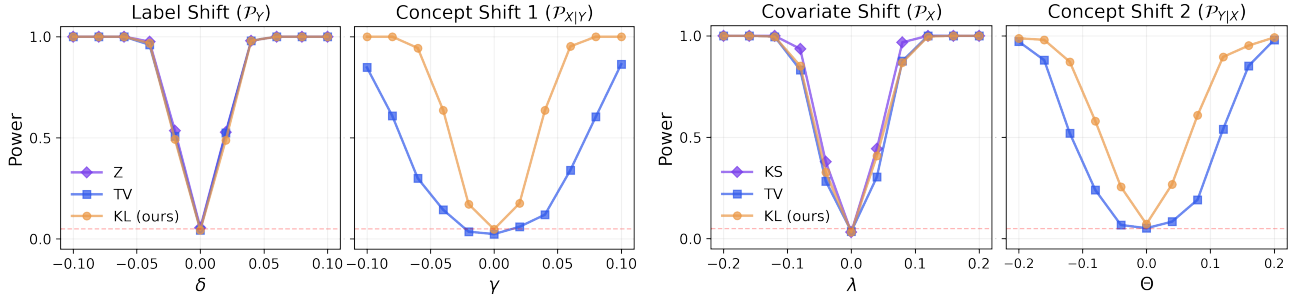 Label Shift (𝒫_Y)
Concept Shift 1 (𝒫_X|Y)
Covariate Shift (𝒫_X)
Concept Shift 2 (𝒫_Y|X)
Power
1.0
0.5
0.0
Z
TV
KL (ours)
−0.10 −0.05 0.00 0.05 0.10
δ
−0.10 −0.05 0.00 0.05 0.10
γ
Power
1.0
0.5
0.0
KS
TV
KL (ours)
−0.2 −0.1 0.0 0.1 0.2
λ
−0.2 −0.1 0.0 0.1 0.2
Θ